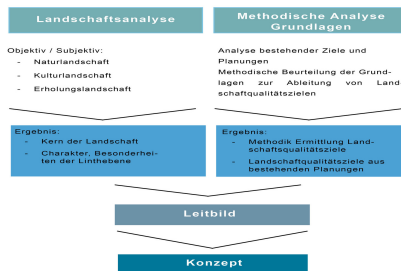 Landschaftsanalyse
Objektiv / Subjektiv:
- Naturlandschaft
- Kulturlandschaft
- Erholungslandschaft
Ergebnis:
- Kern der Landschaft
- Charakter, Besonderhei-
ten der Linthebene
Methodische Analyse
Grundlagen
Analyse bestehender Ziele und
Planungen
Methodische Beurteilung der Grund-
lagen zur Ableitung von Land-
schaftqualitätszielen
Ergebnis:
- Methodik Ermittlung Land-
schaftsqualitätsziele
- Landschaftqualitätsziele aus
bestehenden Planungen
Leitbild
Konzept